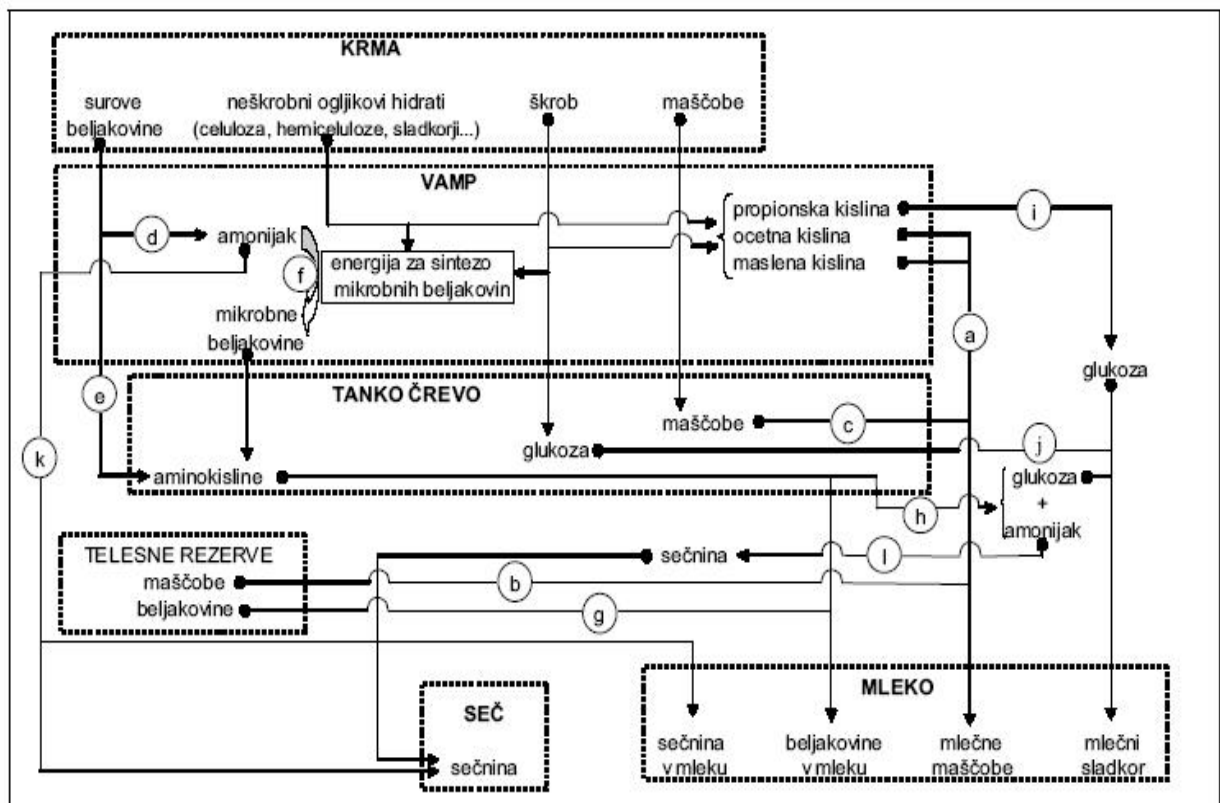 KRMA
surove
beljakovine
neškrobni ogljikovi hidrati
(celuloza, hemiceluloze, sladkorji...)
škrob
maščobe
VAMP
d
amonijak
f
energija za sintezo
mikrobnih beljakovin
mikrobne
beljakovine
propionska kislina
ocetna kislina
maslena kislina
i
a
glukoza
e
k
TANKO ČREVO
maščobe
c
glukoza
j
aminokisline
h
glukoza
+
amonijak
l
sečnina
TELESNE REZERVE
maščobe
beljakovine
b
g
SEČ
sečnina
MLEKO
sečnina
v mleku
beljakovine
v mleku
mlečne
maščobe
mlečni
sladkor